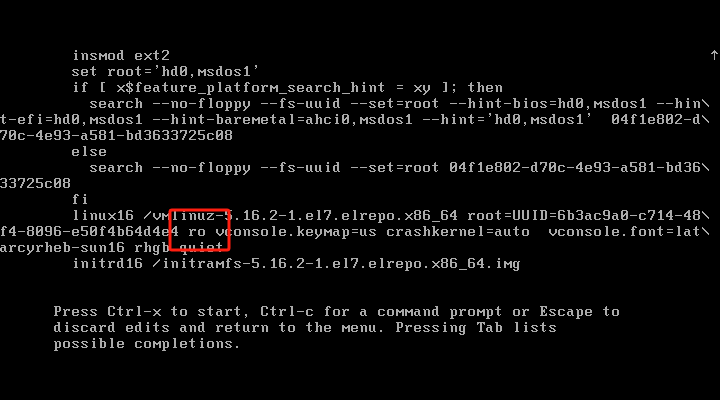 insmod ext2
set root='hd0,msdos1'
if [ x$feature_platform_search_hint = xy ]; then
search --no-floppy --fs-uuid --set=root --hint-bios=hd0,msdos1 --hin\
t-efi=hd0,msdos1 --hint-baremetal=ahci0,msdos1 --hint='hd0,msdos1'  04f1e802-d\
70c-4e93-a581-bd3633725c08
else
search --no-floppy --fs-uuid --set=root 04f1e802-d70c-4e93-a581-bd36\
33725c08
fi
linux16 /vmlinuz-5.16.2-1.el7.elrepo.x86_64 root=UUID=6b3ac9a0-c714-48\
f4-8096-e50f4b64d4e4 ro vconsole.keymap=us crashkernel=auto  vconsole.font=lat\
arcyrheb-sun16 rhgb quiet
initrd16 /initramfs-5.16.2-1.el7.elrepo.x86_64.img
Press Ctrl-x to start, Ctrl-c for a command prompt or Escape to
discard edits and return to the menu. Pressing Tab lists
possible completions.